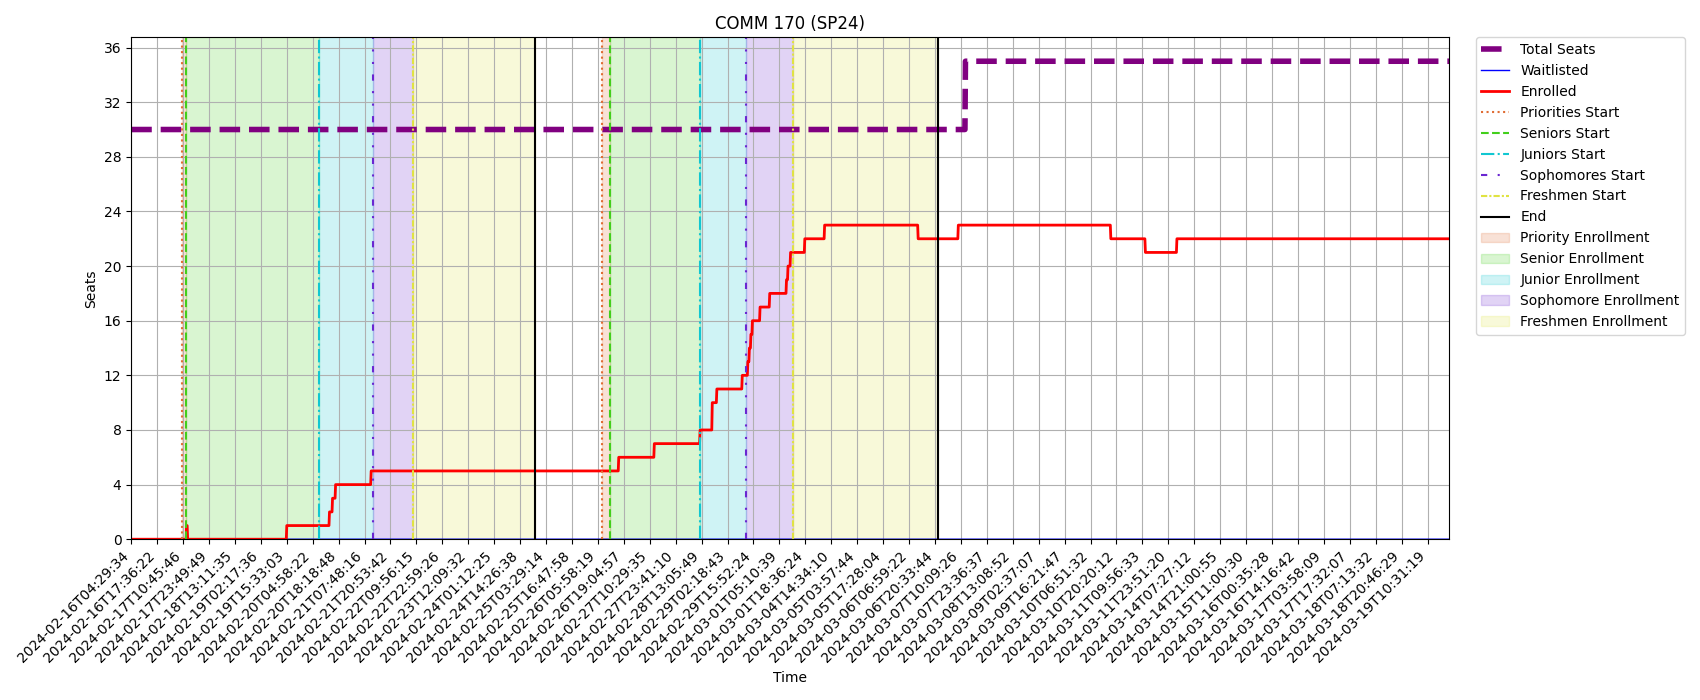 COMM 170 (SP24)
Seats
36
32
28
24
20
16
12
8
4
0
2024-02-16T04:29:34
2024-02-16T17:36:22
2024-02-17T10:45:46
2024-02-17T23:49:49
2024-02-18T13:11:35
2024-02-19T02:17:36
2024-02-19T15:33:03
2024-02-20T04:58:22
2024-02-20T18:18:48
2024-02-21T07:48:16
2024-02-21T20:53:42
2024-02-22T09:56:15
2024-02-22T22:59:26
2024-02-23T12:09:32
2024-02-24T01:12:25
2024-02-24T14:26:38
2024-02-25T03:29:14
2024-02-25T16:47:58
2024-02-26T05:58:19
2024-02-26T19:04:57
2024-02-27T10:29:35
2024-02-27T23:41:10
2024-02-28T13:05:49
2024-02-29T02:18:43
2024-02-29T15:52:24
2024-03-01T05:10:39
2024-03-01T18:36:24
2024-03-04T14:34:10
2024-03-05T03:57:44
2024-03-05T17:28:04
2024-03-06T06:59:22
2024-03-06T20:33:44
2024-03-07T10:09:26
2024-03-07T23:36:37
2024-03-08T13:08:52
2024-03-09T02:37:07
2024-03-09T16:21:47
2024-03-10T06:51:32
2024-03-10T20:20:12
2024-03-11T09:56:33
2024-03-11T23:51:20
2024-03-14T07:27:12
2024-03-14T21:00:55
2024-03-15T11:00:30
2024-03-16T00:35:28
2024-03-16T14:16:42
2024-03-17T03:58:09
2024-03-17T17:32:07
2024-03-18T07:13:32
2024-03-18T20:46:29
2024-03-19T10:31:19
Time
Total Seats
Waitlisted
Enrolled
Priorities Start
Seniors Start
Juniors Start
Sophomores Start
Freshmen Start
End
Priority Enrollment
Senior Enrollment
Junior Enrollment
Sophomore Enrollment
Freshmen Enrollment